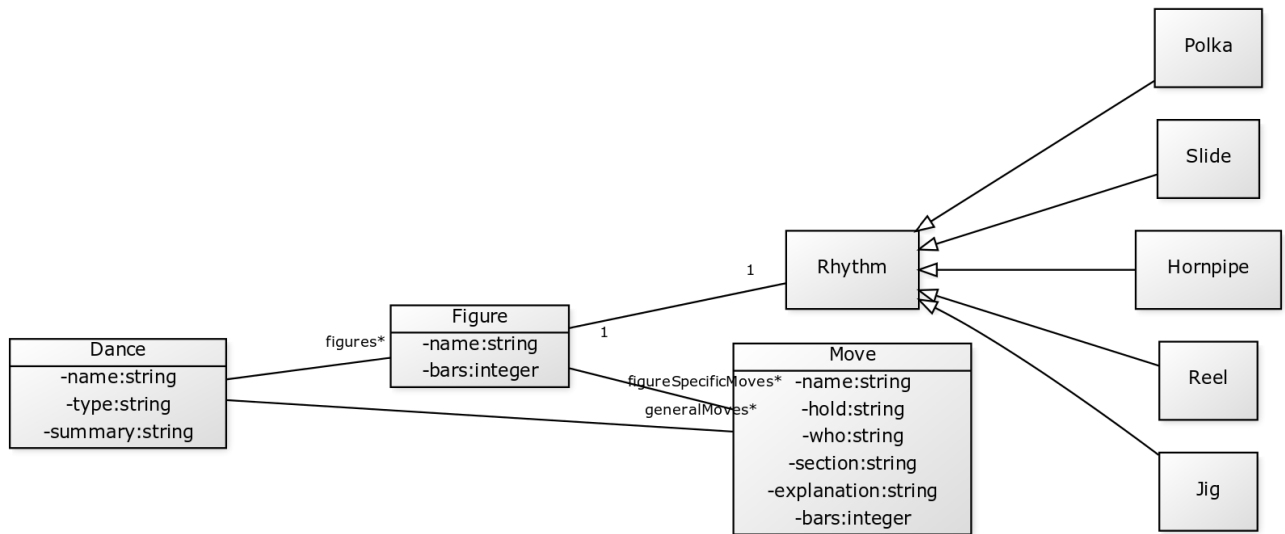 Polka
Slide
Rhythm
Hornpipe
1
1
Figure
-name:string
-bars:integer
figures*
Dance
-name:string
-type:string
-summary:string
Move
-name:string
-hold:string
-who:string
-section:string
-explanation:string
-bars:integer
figureSpecificMoves*
generalMoves*
Reel
Jig